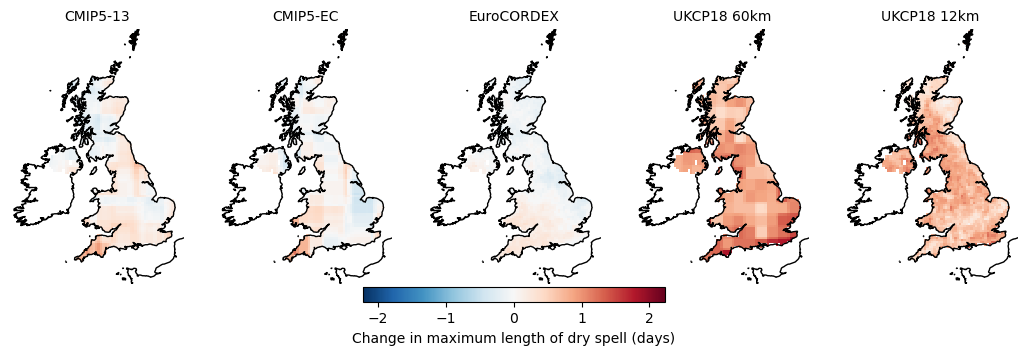 CMIP5-13 CMIP5-EC EuroCORDEX UKCP18 60km UKCP18 12km
−2 −1 0 1 2
Change in maximum length of dry spell (days)